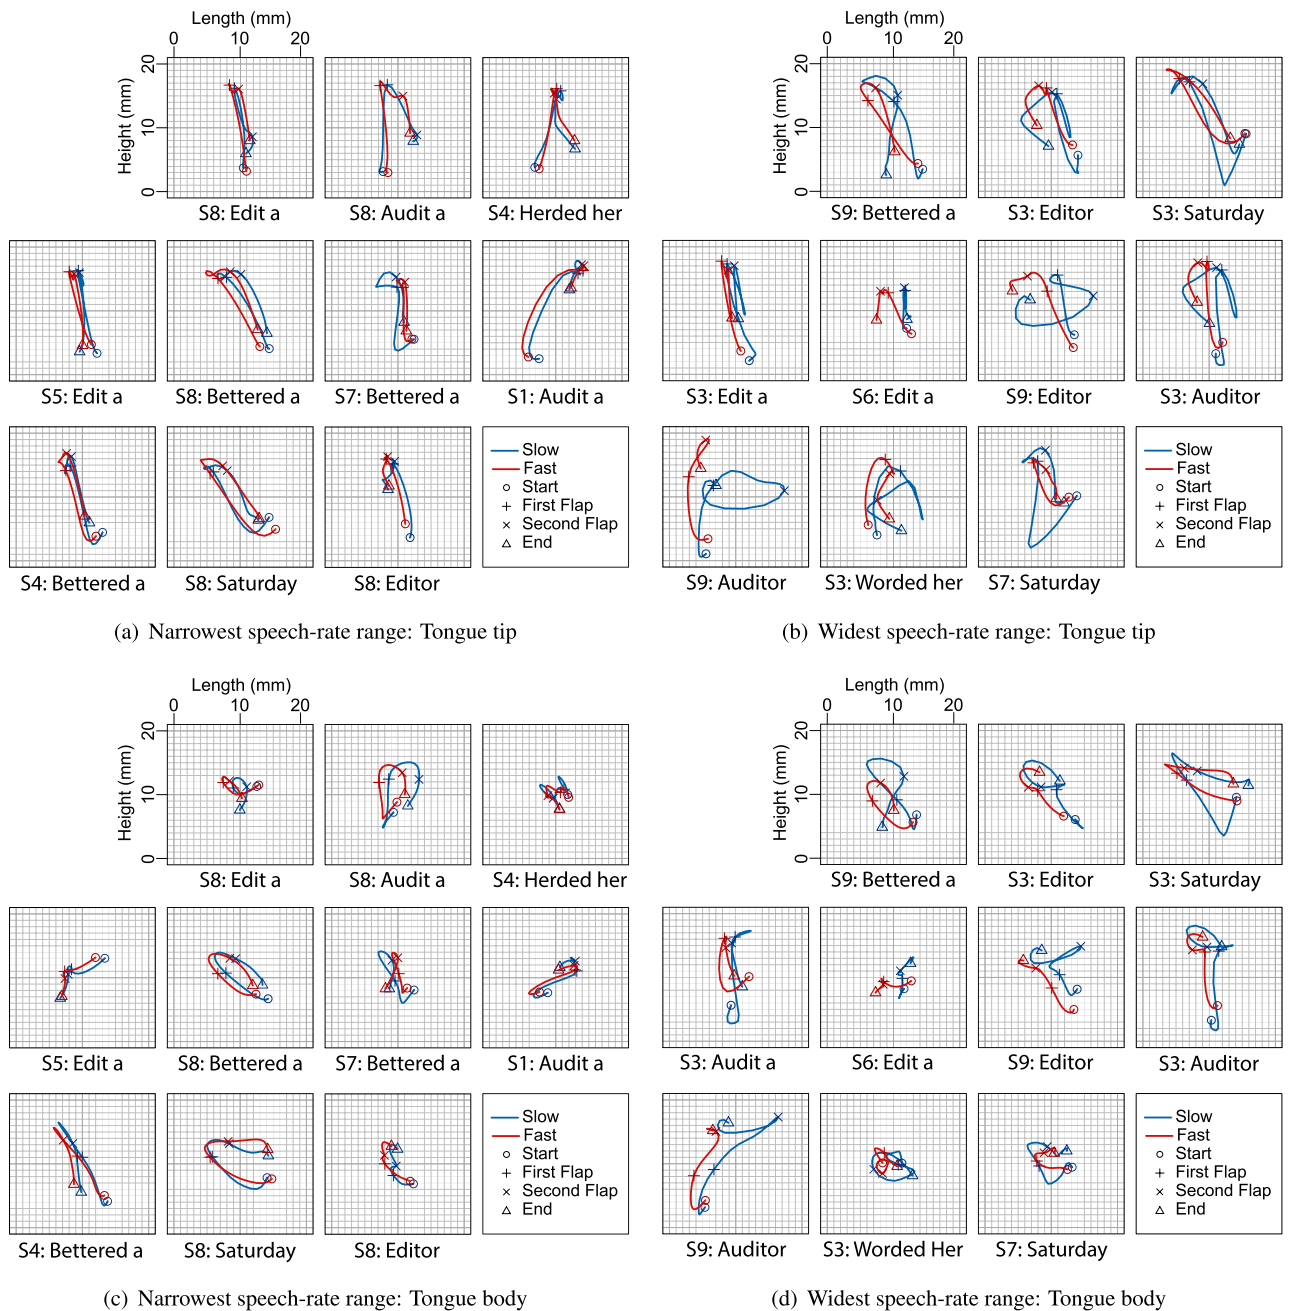 Length (mm)
0 10 20
Height (mm)
20
10
0
S8: Edit a
S8: Audit a
S4: Herded her
S5: Edit a
S8: Bettered a
S7: Bettered a
S1: Audit a
S4: Bettered a
S8: Saturday
S8: Editor
Slow
Fast
Start
First Flap
Second Flap
End
(a) Narrowest speech-rate range: Tongue tip
Length (mm)
0 10 20
Height (mm)
20
10
0
S9: Bettered a
S3: Editor
S3: Saturday
S3: Edit a
S6: Edit a
S9: Editor
S3: Auditor
S9: Auditor
S3: Worded her
S7: Saturday
Slow
Fast
Start
First Flap
Second Flap
End
(b) Widest speech-rate range: Tongue tip
Length (mm)
0 10 20
Height (mm)
20
10
0
S8: Edit a
S8: Audit a
S4: Herded her
S5: Edit a
S8: Bettered a
S7: Bettered a
S1: Audit a
S4: Bettered a
S8: Saturday
S8: Editor
Slow
Fast
Start
First Flap
Second Flap
End
(c) Narrowest speech-rate range: Tongue body
Length (mm)
0 10 20
Height (mm)
20
10
0
S9: Bettered a
S3: Editor
S3: Saturday
S3: Audit a
S6: Edit a
S9: Editor
S3: Auditor
S9: Auditor
S3: Worded Her
S7: Saturday
Slow
Fast
Start
First Flap
Second Flap
End
(d) Widest speech-rate range: Tongue body